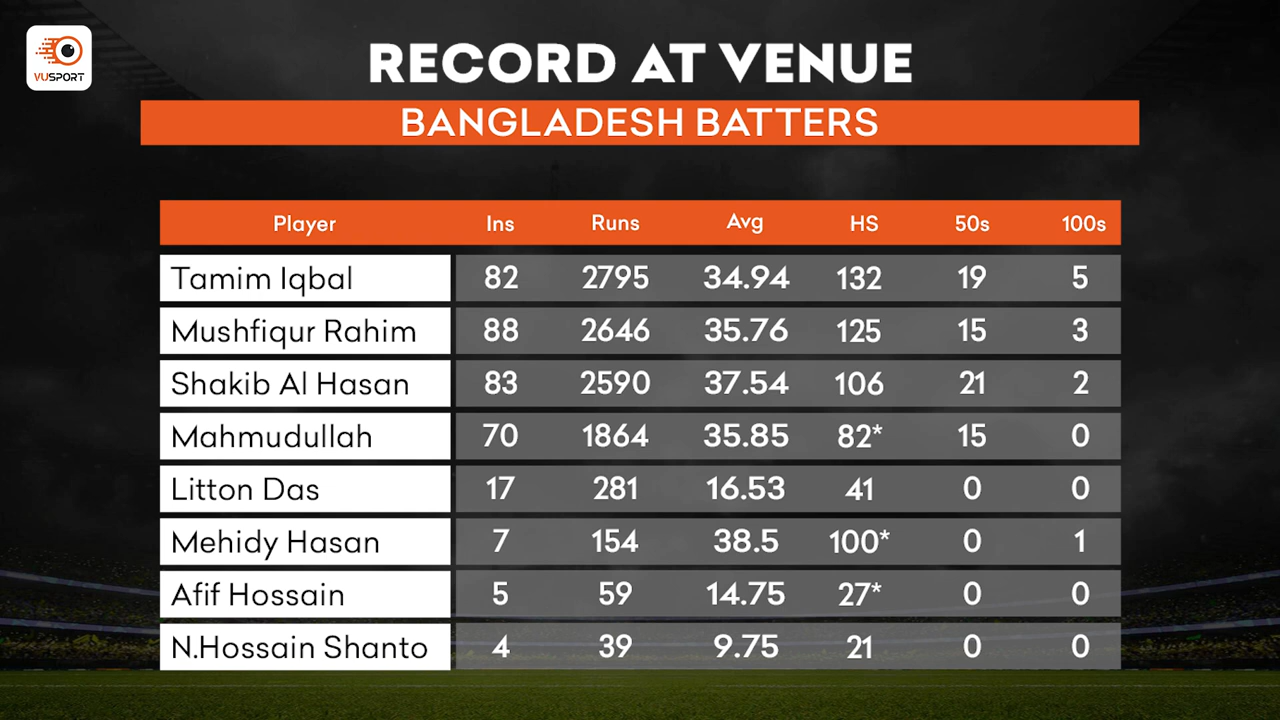 VUSPORT
RECORD AT VENUE
BANGLADESH BATTERS
Player Ins Runs Avg HS 50s 100s
Tamim Iqbal 82 2795 34.94 132 19 5
Mushfiqur Rahim 88 2646 35.76 125 15 3
Shakib Al Hasan 83 2590 37.54 106 21 2
Mahmudullah 70 1864 35.85 82* 15 0
Litton Das 17 281 16.53 41 0 0
Mehidy Hasan 7 154 38.5 100* 0 1
Afif Hossain 5 59 14.75 27* 0 0
N.Hossain Shanto 4 39 9.75 21 0 0